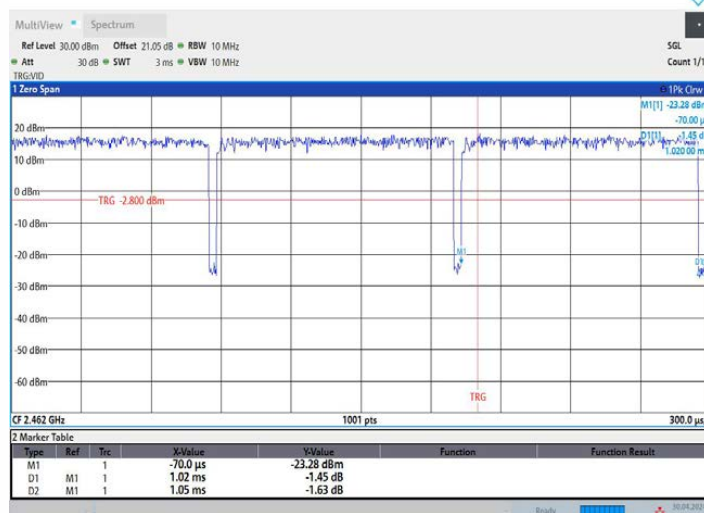 MultiView Spectrum
Ref Level 30.00 dBm Offset 21.05 dB RBW 10 MHz SGL
Att 30 dB SWT 3 ms VBW 10 MHz Count 1/1
TRG:VID
1 Zero Span 1Pk Clrw
M1[1] -23.28 dBm
-70.00 µ
20 dBm
D1[1] -1.45 d
1.020 00 ms
10 dBm
0 dBm
TRG -2.800 dBm
-10 dBm
-20 dBm
M1
D1
-30 dBm
-40 dBm
-50 dBm
-60 dBm
TRG
CF 2.462 GHz 1001 pts 300.0 µs
2 Marker Table
Type Ref Trc X-Value Y-Value Function Function Result
M1 1 -70.0 µs -23.28 dBm
D1 M1 1 1.02 ms -1.45 dB
D2 M1 1 1.05 ms -1.63 dB
Ready